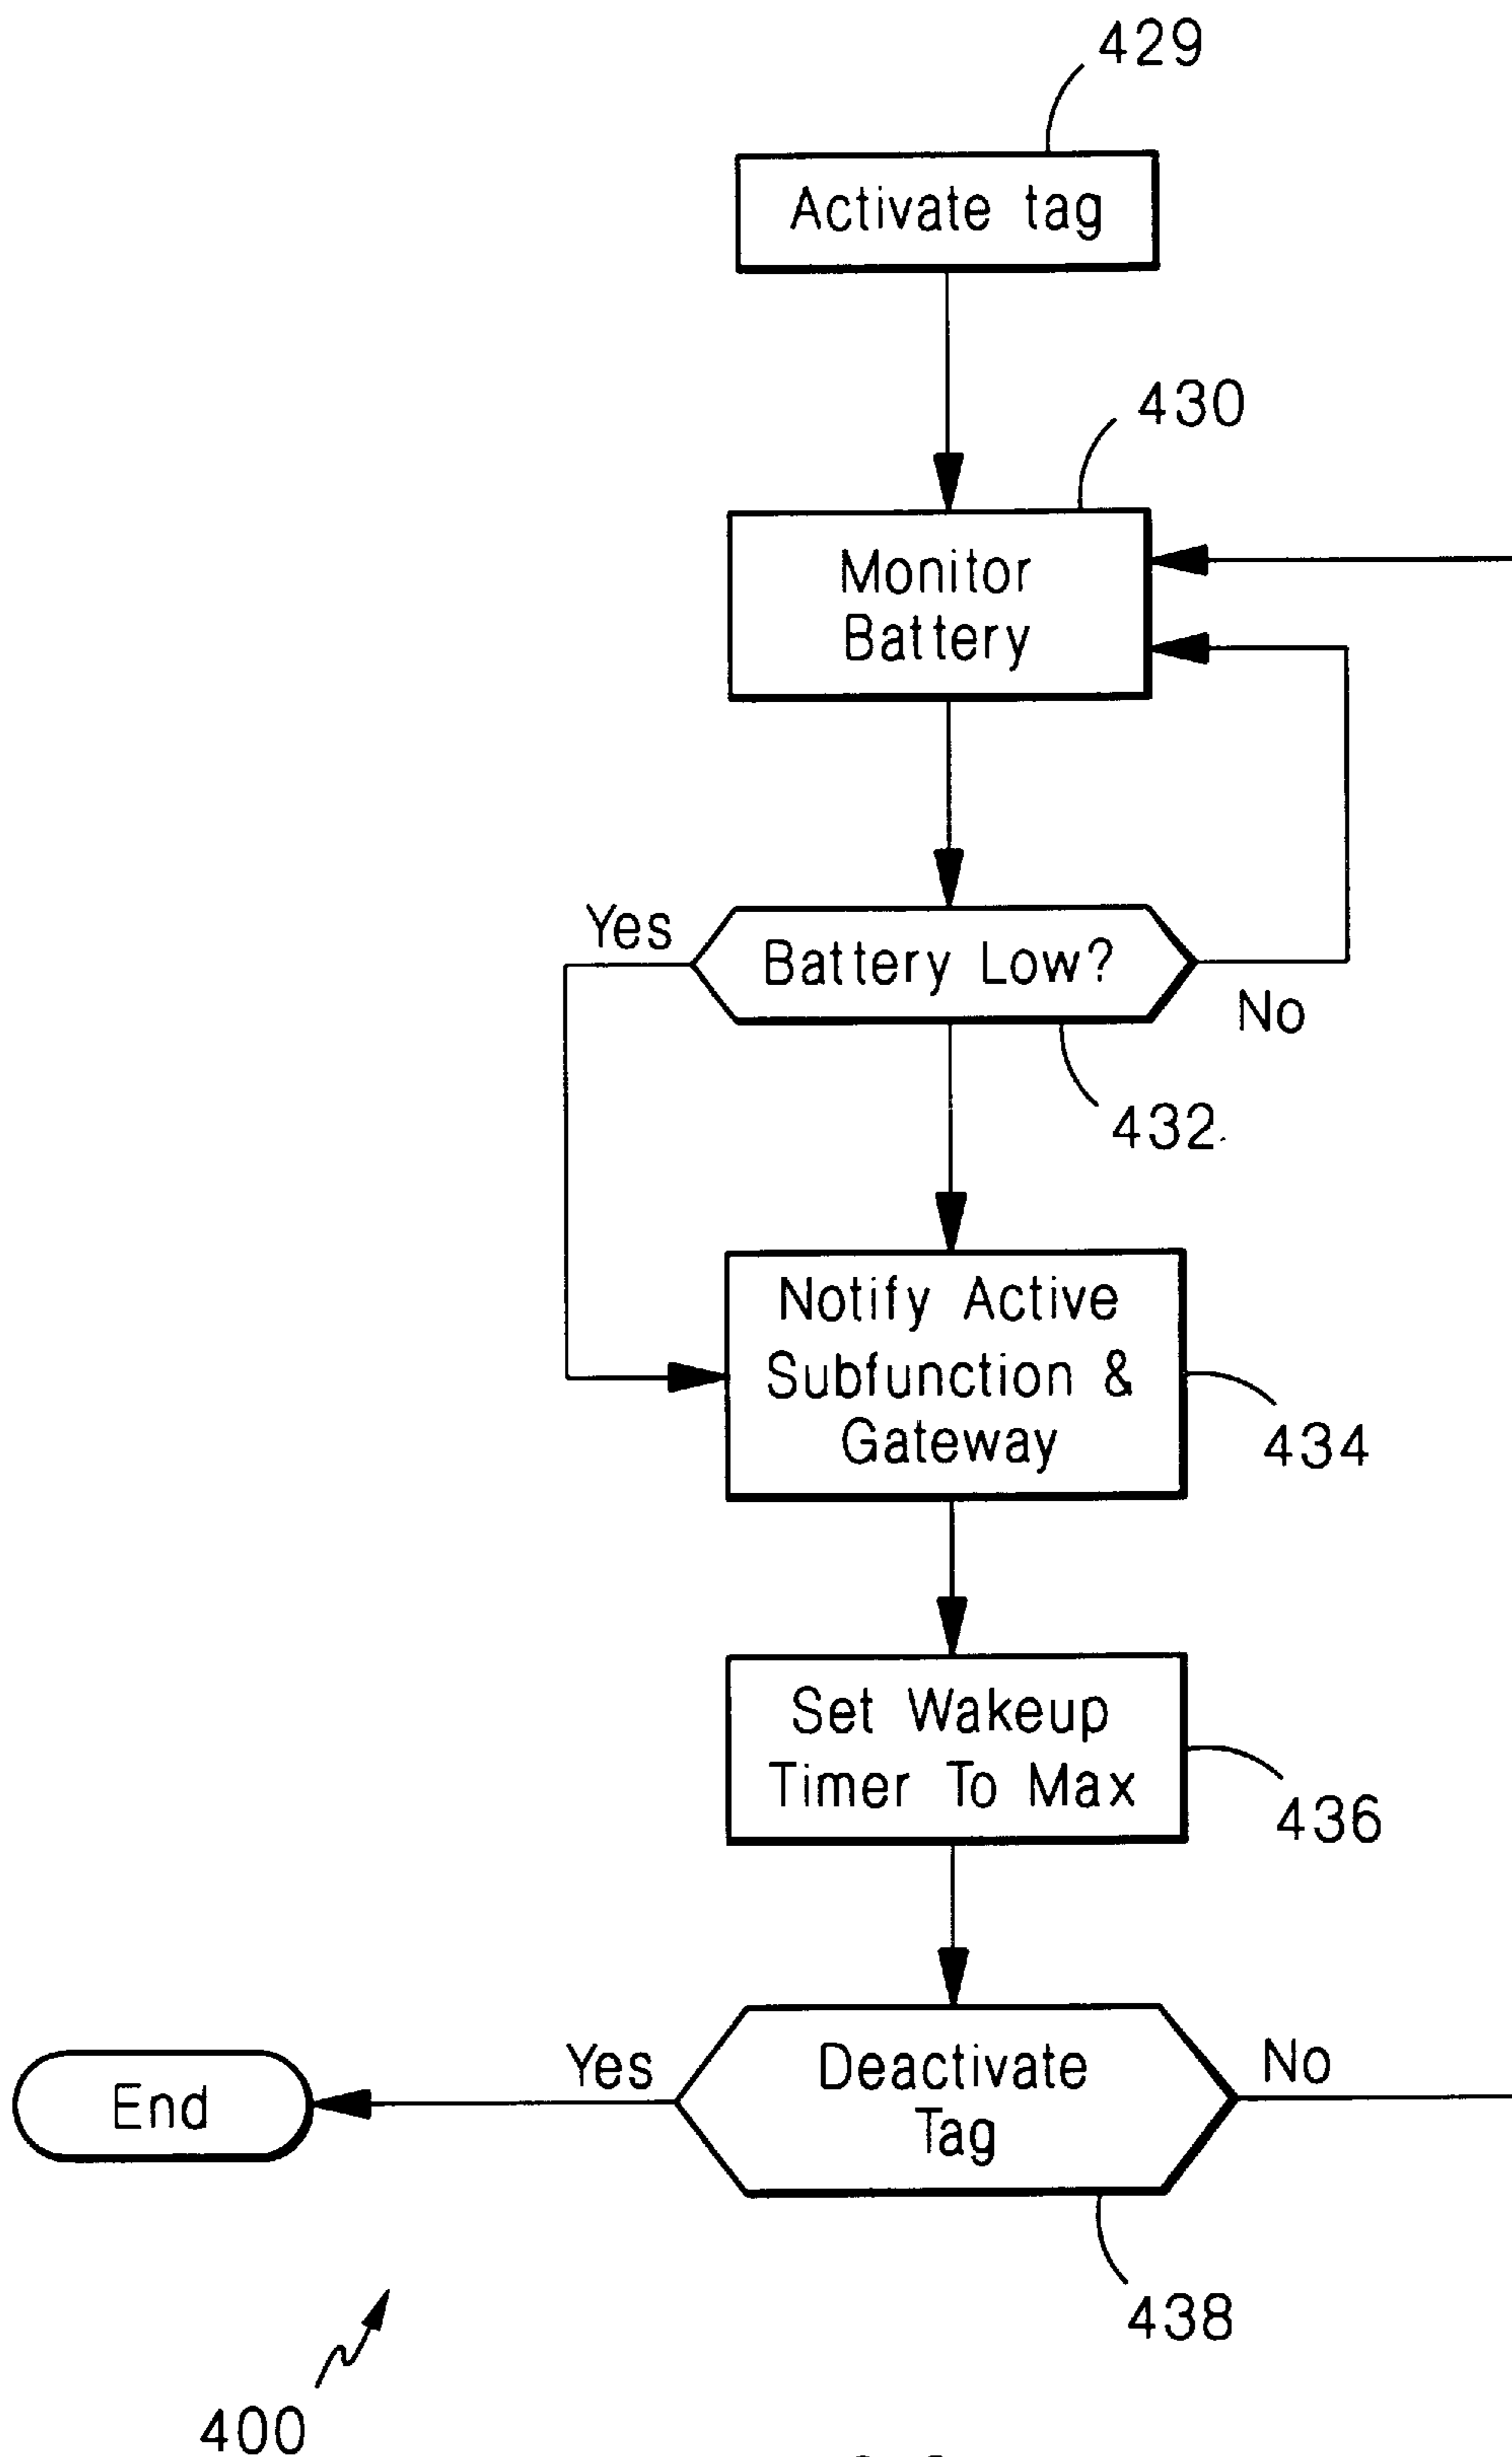 429
Activate tag
430
Monitor
Battery
Yes
Battery Low?
No
432
Notify Active
Subfunction &
Gateway
434
Set Wakeup
Timer To Max
436
Yes
Deactivate
Tag
No
End
438
400